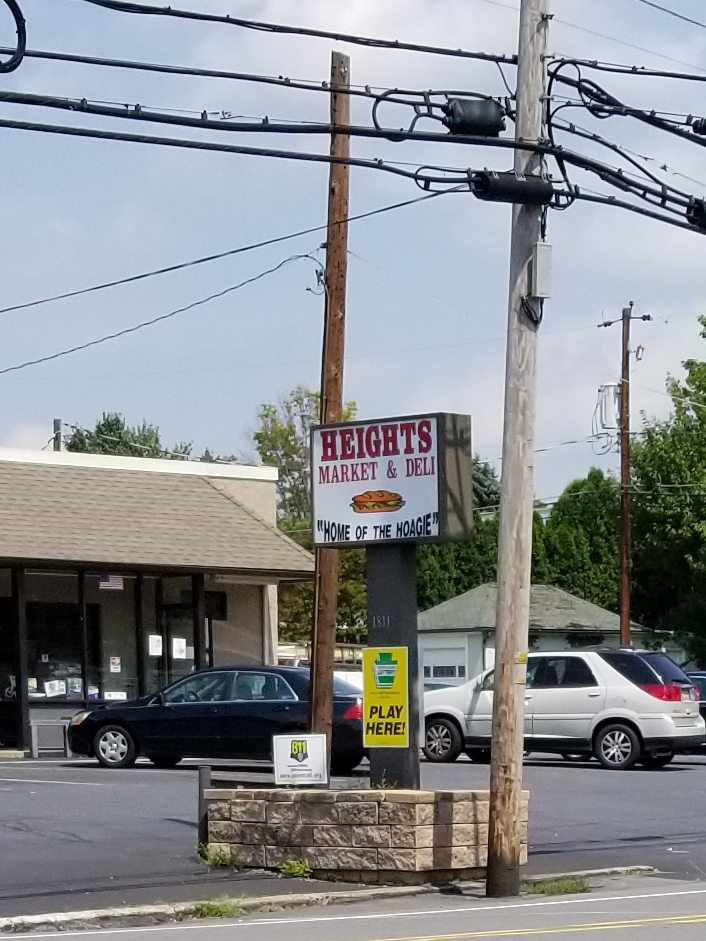 HEIGHTS
MARKET & DELI
"HOME OF THE HOAGIE"
1811
PLAY
HERE!
811